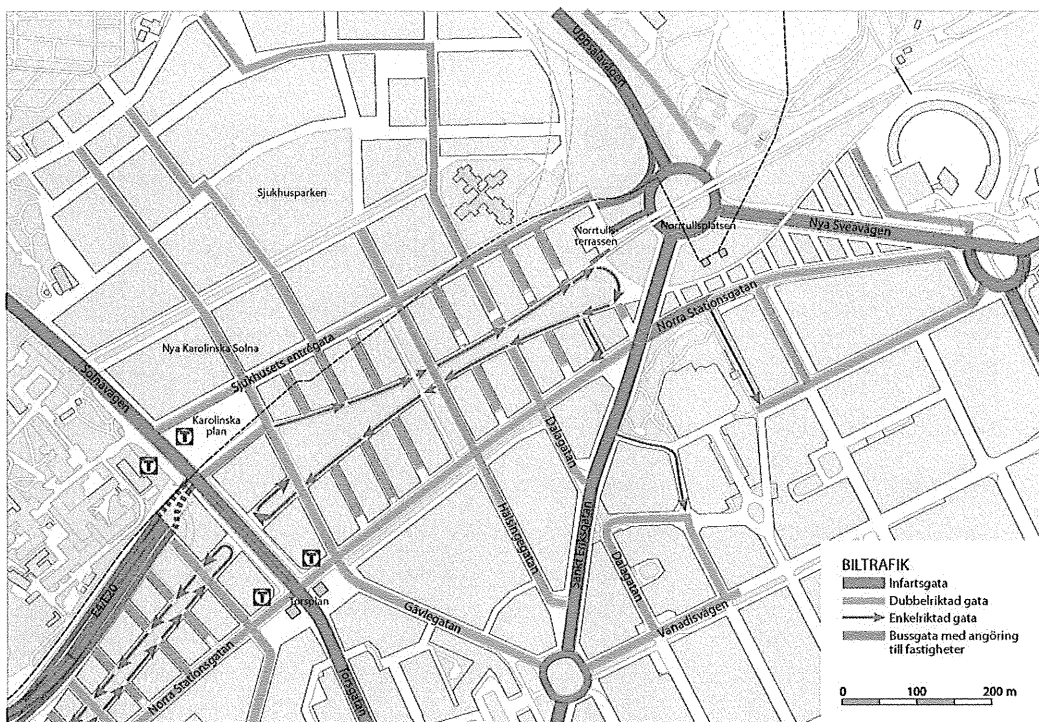 Uppsalavägen
Sjukhusparken
Norrtulls-
terrassen
Norrtullsplatsen
Nya Sveavägen
Norra Stationsgatan
Nya Karolinska Solna
Sjukhusets entrégata
Solnavägen
Karolinska
plan
T
T
Dalagatan
Hälsingegatan
Sankt Eriksgatan
T
T
Torsplan
E4/E20
Gävlegatan
Dalagatan
Vanadisvägen
Norra Stationsgatan
Torsgatan
BILTRAFIK
Infartsgata
Dubbelriktad gata
Enkelriktad gata
Bussgata med angöring
till fastigheter
0 100 200 m